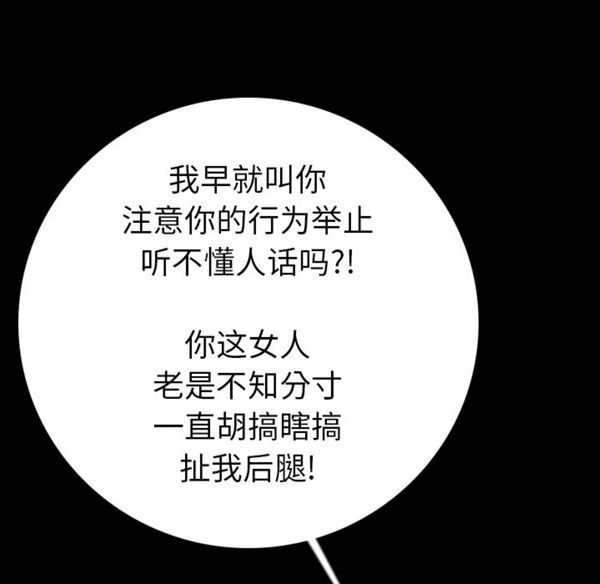 我早就叫你
注意你的行为举止
听不懂人话吗?!
你这女人
老是不知分寸
一直胡搞瞎搞
扯我后腿!